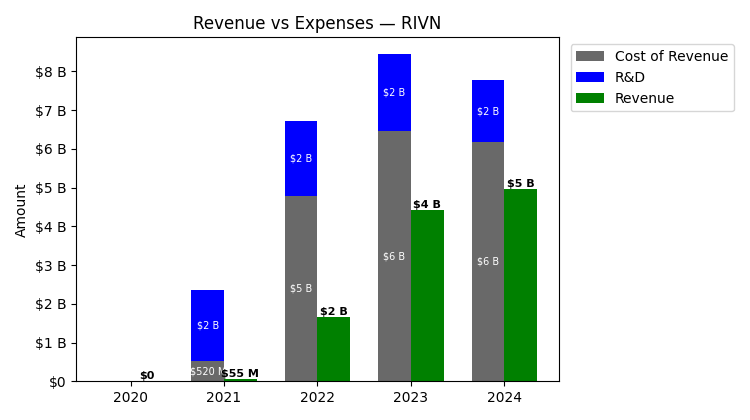 Revenue vs Expenses — RIVN
Cost of Revenue
R&D
Revenue
Amount
$8 B
$7 B
$6 B
$5 B
$4 B
$3 B
$2 B
$1 B
$0
$0
$2 B
$520 M
$55 M
$2 B
$5 B
$2 B
$2 B
$6 B
$4 B
$2 B
$6 B
$5 B
2020
2021
2022
2023
2024